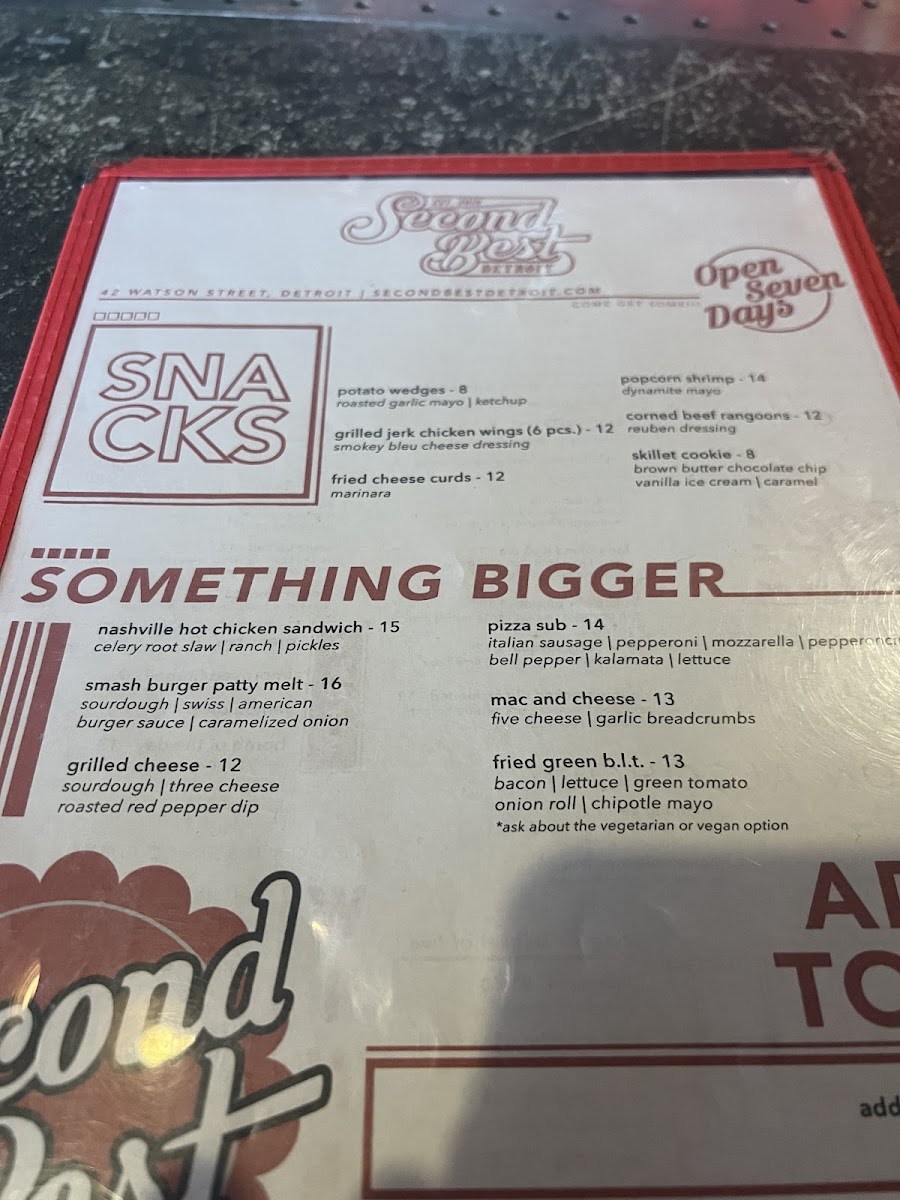 Second
Best
DETROIT
42 WATSON STREET, DETROIT | SECONDBESTDETROIT.COM
Open
Seven
Days
SNA
CKS
potato wedges - 8
roasted garlic mayo | ketchup
grilled jerk chicken wings (6 pcs.) - 12
smokey bleu cheese dressing
fried cheese curds - 12
marinara
popcorn shrimp - 14
dynamite mayo
corned beef rangoons - 12
reuben dressing
skillet cookie - 8
brown butter chocolate chip
vanilla ice cream | caramel
SOMETHING BIGGER
nashville hot chicken sandwich - 15
celery root slaw | ranch | pickles
smash burger patty melt - 16
sourdough | swiss | american
burger sauce | caramelized onion
grilled cheese - 12
sourdough | three cheese
roasted red pepper dip
pizza sub - 14
italian sausage | pepperoni | mozzarella | pepperonci
bell pepper | kalamata | lettuce
mac and cheese - 13
five cheese | garlic breadcrumbs
fried green b.l.t. - 13
bacon | lettuce | green tomato
onion roll | chipotle mayo
*ask about the vegetarian or vegan option
cond
Best
TO
add